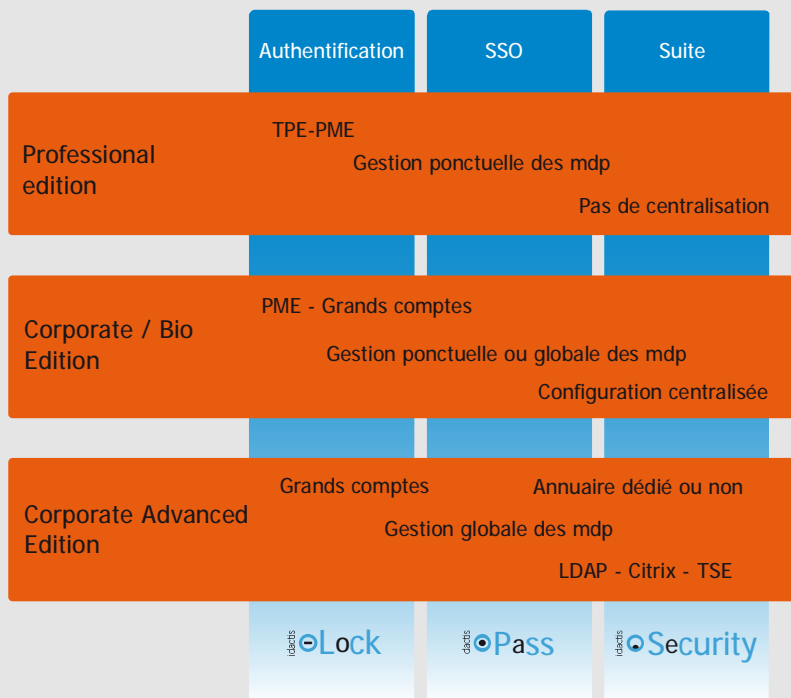 Authentification SSO Suite
Professional
edition
TPE-PME
Gestion ponctuelle des mdp
Pas de centralisation
Corporate / Bio
Edition
PME - Grands comptes
Gestion ponctuelle ou globale des mdp
Configuration centralisée
Corporate Advanced
Edition
Grands comptes
Annuaire dédié ou non
Gestion globale des mdp
LDAP - Citrix - TSE
idactis Lock
idactis Pass
idactis Security